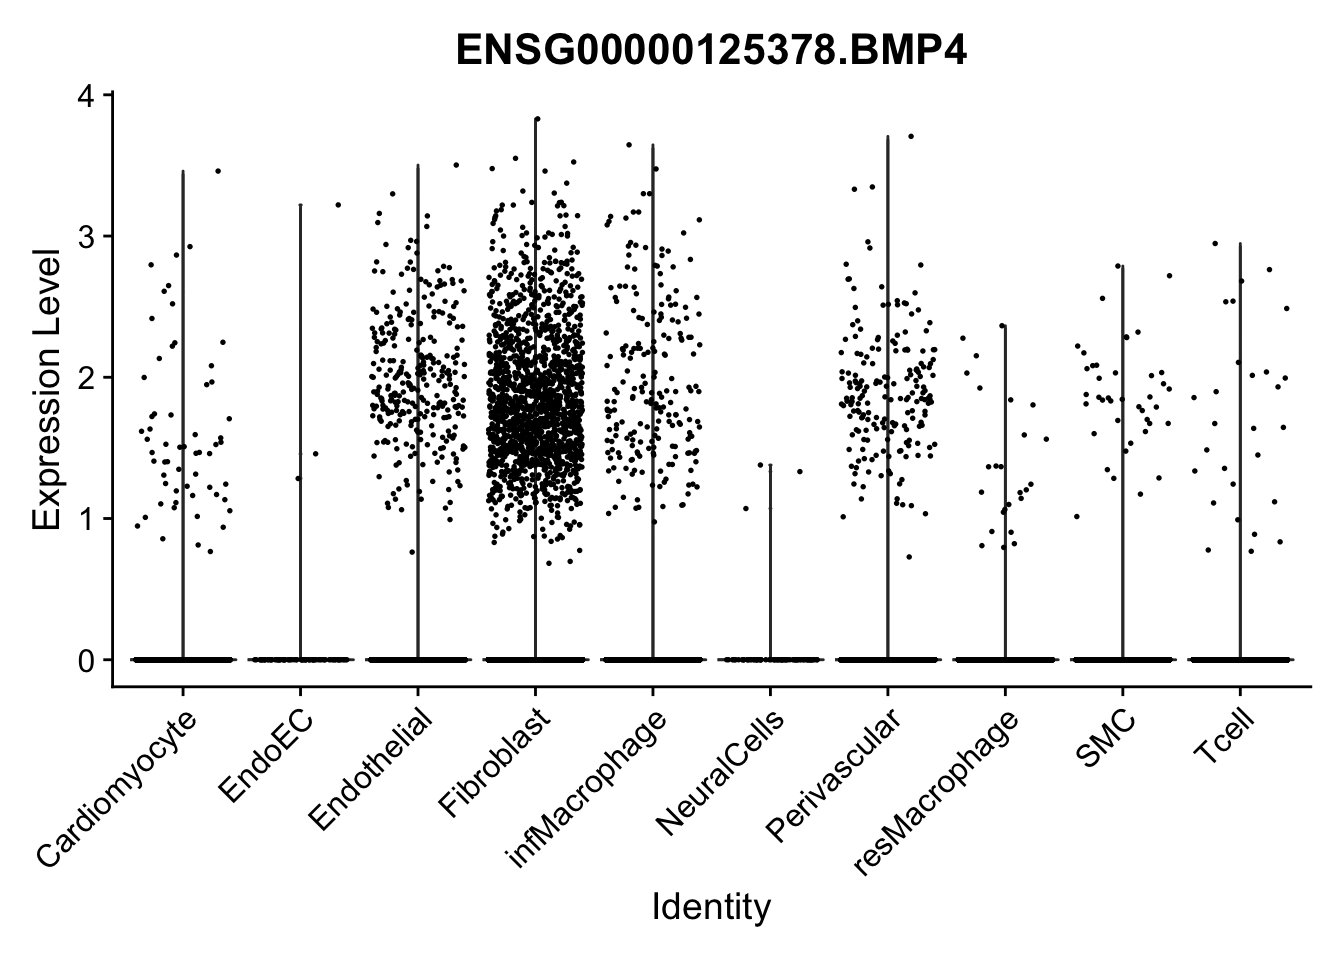 ENSG00000125378.BMP4
Expression Level
4
3
2
1
0
Cardiomyocyte
EndoEC
Endothelial
Fibroblast
infMacrophage
NeuralCells
Perivascular
resMacrophage
SMC
Tcell
Identity